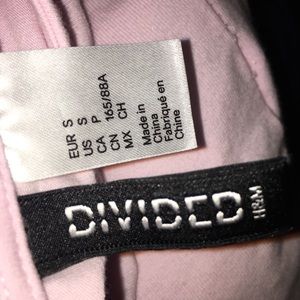 EUR S
US S
CA P
CN 165/88A
MX CH
Made in
China
Fabriqué en
Chine
DIVIDED
H&M